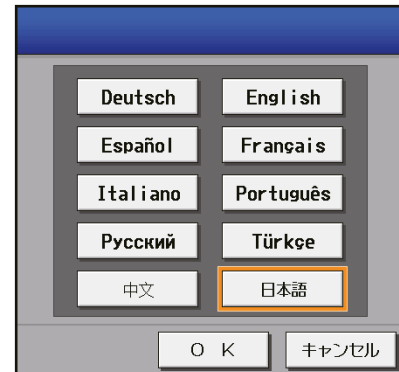 Deutsch English
Español Français
Italiano Português
Русский Türkçe
中文 日本語
O K キャンセル